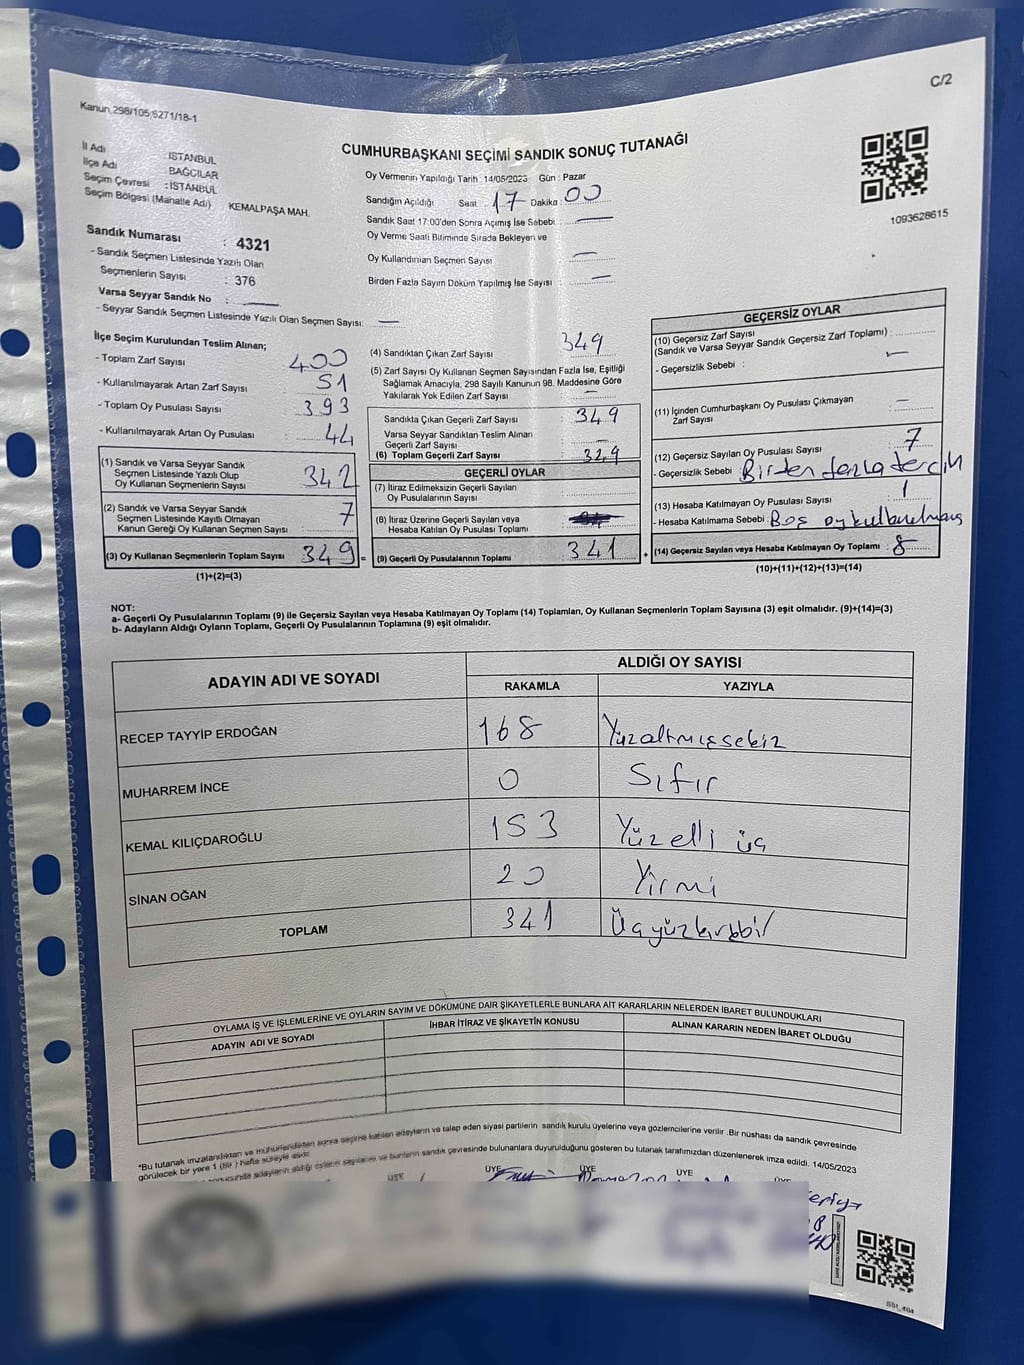 C/2
Kanun 298/105;6271/18-1
CUMHURBAŞKANI SEÇİMİ SANDIK SONUÇ TUTANAĞI
İl Adı : İSTANBUL
İlçe Adı BAĞCILAR
Seçim Çevresi : İSTANBUL
Seçim Bölgesi (Mahalle Adı) KEMALPAŞA MAH.
Sandık Numarası : 4321
- Sandık Seçmen Listesinde Yazılı Olan
Seçmenlerin Sayısı : 376
Varsa Seyyar Sandık No :
- Seyyar Sandık Seçmen Listesinde Yazılı Olan Seçmen Sayısı:
Oy Vermenin Yapıldığı Tarih :14/05/2023 Gün : Pazar
Sandığın Açıldığı Saat : 17 Dakika : 00
Sandık Saat 17:00'den Sonra Açılmış İse Sebebi :
Oy Verme Saati Bitiminde Sırada Bekleyen ve
Oy Kullandırılan Seçmen Sayısı :
Birden Fazla Sayım Döküm Yapılmış İse Sayısı :
1093628615
İlçe Seçim Kurulundan Teslim Alınan;
- Toplam Zarf Sayısı : 400
- Kullanılmayarak Artan Zarf Sayısı : 51
- Toplam Oy Pusulası Sayısı : 393
- Kullanılmayarak Artan Oy Pusulası : 44
(1) Sandık ve Varsa Seyyar Sandık
Seçmen Listesinde Yazılı Olup
Oy Kullanan Seçmenlerin Sayısı : 342
(2) Sandık ve Varsa Seyyar Sandık
Seçmen Listesinde Kayıtlı Olmayan
Kanun Gereği Oy Kullanan Seçmen Sayısı : 7
(3) Oy Kullanan Seçmenlerin Toplam Sayısı : 349 =
(1)+(2)=(3)
(4) Sandıktan Çıkan Zarf Sayısı : 349
(5) Zarf Sayısı Oy Kullanan Seçmen Sayısından Fazla İse, Eşitliği
Sağlamak Amacıyla, 298 Sayılı Kanunun 98. Maddesine Göre
Yakılarak Yok Edilen Zarf Sayısı :
Sandıkta Çıkan Geçerli Zarf Sayısı : 349
Varsa Seyyar Sandıktan Teslim Alınan
Geçerli Zarf Sayısı :
(6) Toplam Geçerli Zarf Sayısı : 349
GEÇERLİ OYLAR
(7) İtiraz Edilmeksizin Geçerli Sayılan
Oy Pusulalarının Sayısı :
(8) İtiraz Üzerine Geçerli Sayılan veya
Hesaba Katılan Oy Pusulası Toplamı :
(9) Geçerli Oy Pusulalarının Toplamı : 341 +
GEÇERSİZ OYLAR
(10) Geçersiz Zarf Sayısı
(Sandık ve Varsa Seyyar Sandık Geçersiz Zarf Toplamı) :
- Geçersizlik Sebebi :
(11) İçinden Cumhurbaşkanı Oy Pusulası Çıkmayan
Zarf Sayısı :
(12) Geçersiz Sayılan Oy Pusulası Sayısı : 7
- Geçersizlik Sebebi : Birden fazla tercih
(13) Hesaba Katılmayan Oy Pusulası Sayısı : 1
- Hesaba Katılmama Sebebi : Boş oy kullanılması
(14) Geçersiz Sayılan veya Hesaba Katılmayan Oy Toplamı : 8
(10)+(11)+(12)+(13)=(14)
NOT:
a- Geçerli Oy Pusulalarının Toplamı (9) ile Geçersiz Sayılan veya Hesaba Katılmayan Oy Toplamı (14) Toplamları, Oy Kullanan Seçmenlerin Toplam Sayısına (3) eşit olmalıdır. (9)+(14)=(3)
b- Adayların Aldığı Oyların Toplamı, Geçerli Oy Pusulalarının Toplamına (9) eşit olmalıdır.
ADAYIN ADI VE SOYADI ALDIĞI OY SAYISI
RAKAMLA YAZIYLA
RECEP TAYYİP ERDOĞAN 168 Yüzaltmışsekiz
MUHARREM İNCE 0 Sıfır
KEMAL KILIÇDAROĞLU 153 Yüzelli üç
SİNAN OĞAN 20 Yirmi
TOPLAM 341 Üçyüzkırkbir
OYLAMA İŞ VE İŞLEMLERİNE VE OYLARIN SAYIM VE DÖKÜMÜNE DAİR ŞİKAYETLERLE BUNLARA AİT KARARLARIN NELERDEN İBARET BULUNDUKLARI
ADAYIN ADI VE SOYADI İHBAR İTİRAZ VE ŞİKAYETİN KONUSU ALINAN KARARIN NEDEN İBARET OLDUĞU
*Bu tutanak imzalandıktan ve mühürlendikten sonra seçime katılan adayların ve talep eden siyasi partilerin sandık kurulu üyelerine veya gözlemcilerine verilir .Bir nüshası da sandık çevresinde
görülecek bir yere 1 (Bir ) hafta süreyle asılır.
adayların aldığı oyların sayılarını ve bunların sandık çevresinde bulunanlara duyurulduğunu gösteren bu tutanak tarafımızdan düzenlenerek imza edildi. 14/05/2023
ÜYE ÜYE ÜYE ÜYE